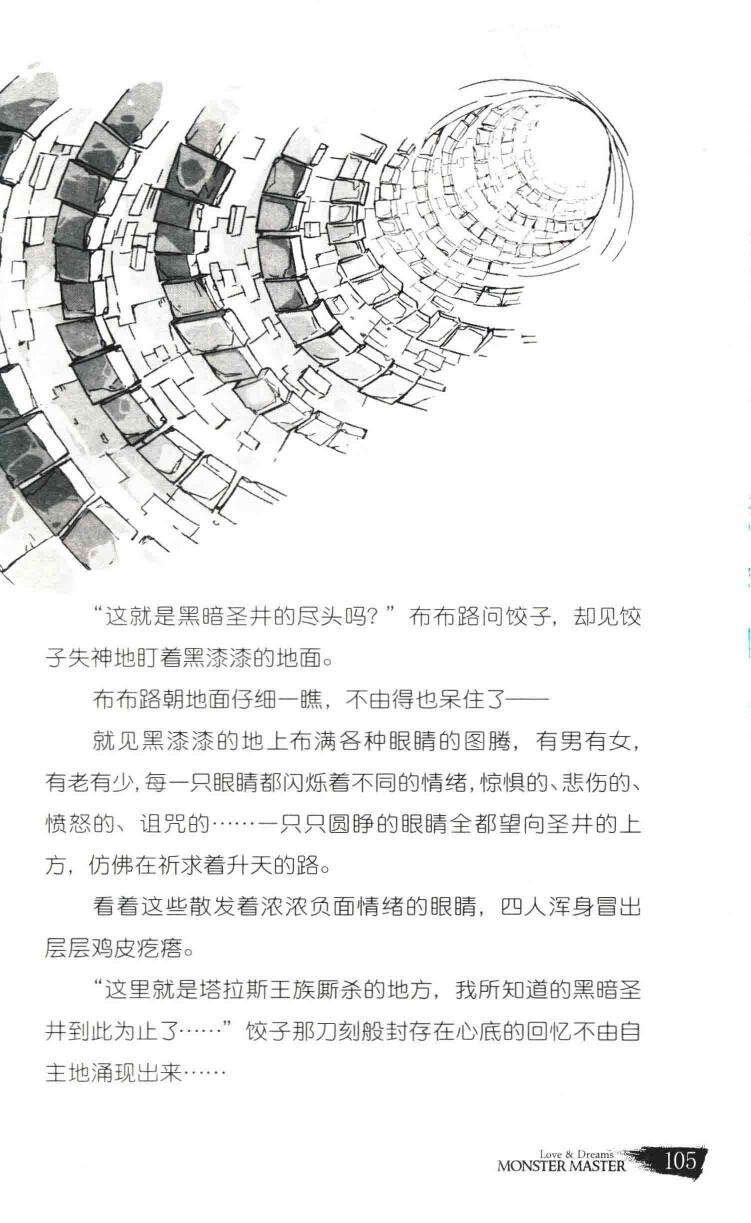 “这就是黑暗圣井的尽头吗？”布布路问饺子，却见饺
子失神地盯着黑漆漆的地面。
布布路朝地面仔细一瞧，不由得也呆住了——
就见黑漆漆的地上布满各种眼睛的图腾，有男有女，
有老有少，每一只眼睛都闪烁着不同的情绪，惊惧的、悲伤的、
愤怒的、诅咒的……一只只圆睁的眼睛全都望向圣井的上
方，仿佛在祈求着升天的路。
看着这些散发着浓浓负面情绪的眼睛，四人浑身冒出
层层鸡皮疙瘩。
“这里就是塔拉斯王族厮杀的地方，我所知道的黑暗圣
井到此为止了……”饺子那刀刻般封存在心底的回忆不由自
主地涌现出来……
Love & Dreams
MONSTER MASTER 105